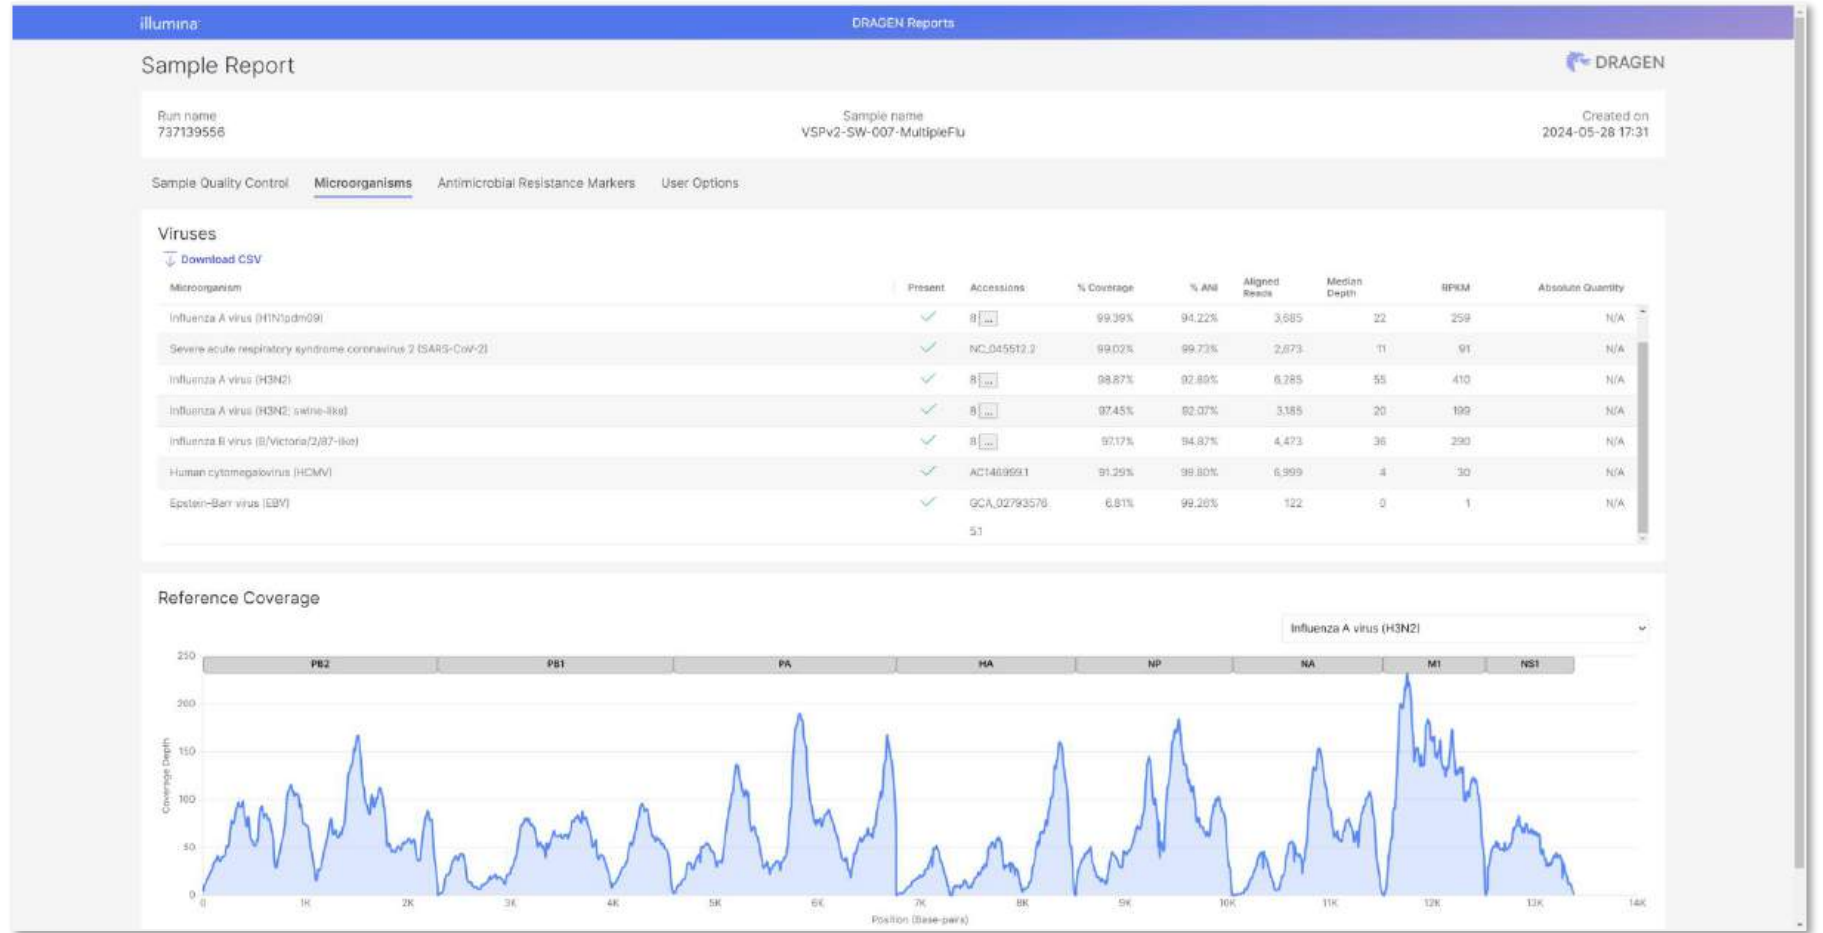 illumina
DRAGEN Reports
Sample Report
DRAGEN
Run name Sample name Created on
737139556 VSPv2-SW-007-MultipleFlu 2024-05-28 17:31
Sample Quality Control Microorganisms Antimicrobial Resistance Markers User Options
Viruses
Download CSV
Microorganism Present Accessions % Coverage % ANI Aligned Reads Median Depth RPKM Absolute Quantity
Influenza A virus (H1N1pdm09) 8 ... 99.39% 94.22% 3,685 22 259 N/A
Severe acute respiratory syndrome coronavirus 2 (SARS-CoV-2) NC_045512.2 99.02% 99.73% 2,673 11 91 N/A
Influenza A virus (H3N2) 8 ... 98.87% 92.89% 6,285 55 410 N/A
Influenza A virus (H3N2; swine-like) 8 ... 97.45% 92.07% 3,185 20 199 N/A
Influenza B virus (B/Victoria/2/87-like) 8 ... 97.17% 94.87% 4,473 36 290 N/A
Human cytomegalovirus (HCMV) AC146999.1 91.29% 99.80% 6,999 4 30 N/A
Epstein-Barr virus (EBV) GCA_02793576 6.81% 99.26% 122 0 1 N/A
5.1
Reference Coverage
Influenza A virus (H3N2)
PB2 PB1 PA HA NP NA M1 NS1
250
200
150
100
50
0
Coverage Depth
0 1K 2K 3K 4K 5K 6K 7K 8K 9K 10K 11K 12K 13K 14K
Position (Base-pairs)